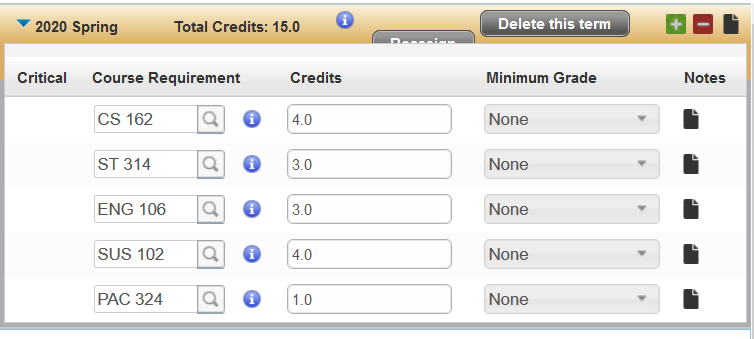 2020 Spring Total Credits: 15.0 Delete this term
Reassign
Critical Course Requirement Credits Minimum Grade Notes
CS 162 4.0 None
ST 314 3.0 None
ENG 106 3.0 None
SUS 102 4.0 None
PAC 324 1.0 None